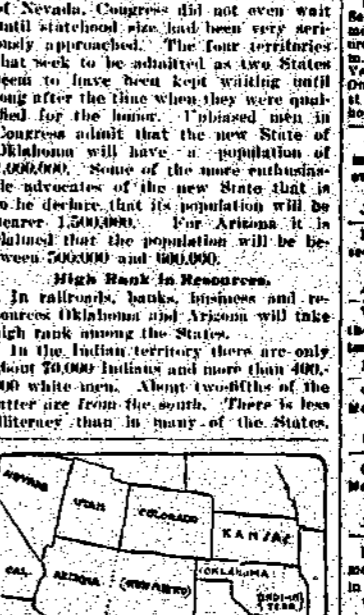 of Nevada. Congress did not even wait
until statehood size had been very seri-
ously approached. The four territories
that seek to be admitted as two States
seem to have been kept waiting until
long after the time when they were quali-
fied for the honor. Unbiased men in
Congress admit that the new State of
Oklahoma will have a population of
1,000,000. Some of the more enthusias-
tic advocates of the new State that is
to be declare that its population will be
nearer 1,500,000. For Arizona it is
claimed that the population will be be-
tween 500,000 and 600,000.
High Rank in Resources.
In railroads, banks, business and re-
sources Oklahoma and Arizona will take
high rank among the States.
In the Indian territory there are only
about 70,000 Indians and more than 400,-
000 white men. About two-fifths of the
latter are from the south. There is less
illiteracy than in many of the States.
NEVADA
UTAH
COLORADO
KANSAS
CAL.
ARIZONA
(NEW MEXICO)
(OKLAHOMA
INDIAN
TERR.